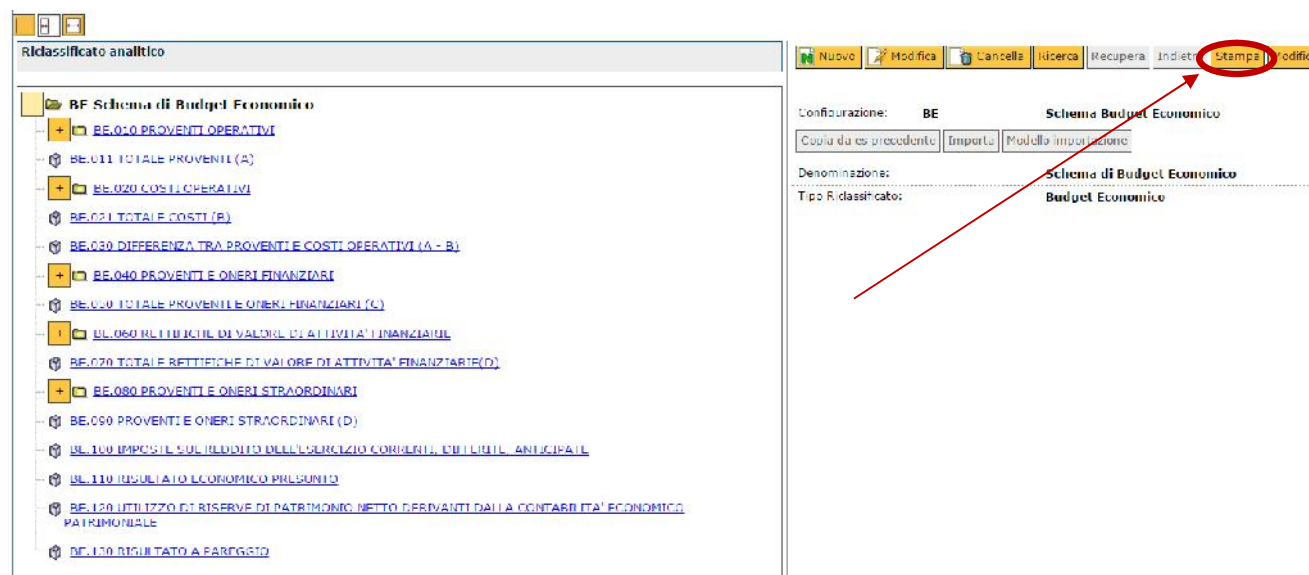 Riclassificato analitico
BE Schema di Budget Economico
+ BE.010 PROVENTI OPERATIVI
BE.011 TOTALE PROVENTI (A)
+ BE.020 COSTI OPERATIVI
BE.021 TOTALE COSTI (B)
BE.030 DIFFERENZA TRA PROVENTI E COSTI OPERATIVI (A - B)
+ BE.040 PROVENTI E ONERI FINANZIARI
BE.050 TOTALE PROVENTI E ONERI FINANZIARI (C)
+ BE.060 RETTIFICHE DI VALORE DI ATTIVITA' FINANZIARIE
BE.070 TOTALE RETTIFICHE DI VALORE DI ATTIVITA' FINANZIARIE(D)
+ BE.080 PROVENTI E ONERI STRAORDINARI
BE.090 PROVENTI E ONERI STRAORDINARI (D)
BE.100 IMPOSTE SUL REDDITO DELL'ESERCIZIO CORRENTI, DIFFERITE, ANTICIPATE
BE.110 RISULTATO ECONOMICO PRESUNTO
BE.120 UTILIZZO DI RISERVE DI PATRIMONIO NETTO DERIVANTI DALLA CONTABILITA' ECONOMICO
PATRIMONIALE
BE.130 RISULTATO A PAREGGIO
Nuovo Modifica Cancella Ricerca Recupera Indietro Stampa Modific
Configurazione: BE Schema Budget Economico
Copia da es precedente Importa Modello importazione
Denominazione: Schema di Budget Economico
Tipo Riclassificato: Budget Economico